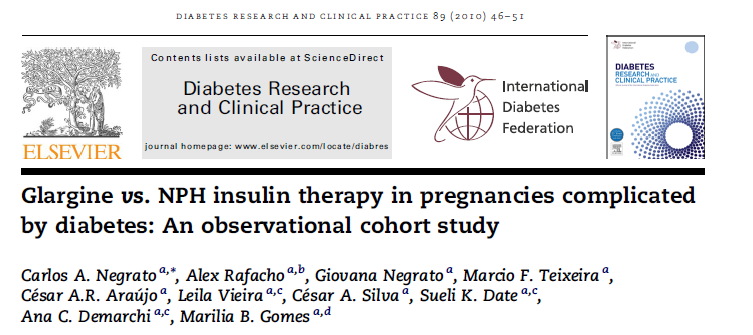 DIABETES RESEARCH AND CLINICAL PRACTICE 89 (2010) 46–51
Contents lists available at ScienceDirect
Diabetes Research
and Clinical Practice
journal homepage: www.elsevier.com/locate/diabres
ELSEVIER
International
Diabetes
Federation
International
Diabetes
Federation
DIABETES
RESEARCH AND
CLINICAL PRACTICE
Glargine vs. NPH insulin therapy in pregnancies complicated
by diabetes: An observational cohort study
Carlos A. Negrato a,*, Alex Rafacho a,b, Giovana Negrato a, Marcio F. Teixeira a,
César A.R. Araújo a, Leila Vieira a,c, César A. Silva a, Sueli K. Date a,c,
Ana C. Demarchi a,c, Marilia B. Gomes a,d